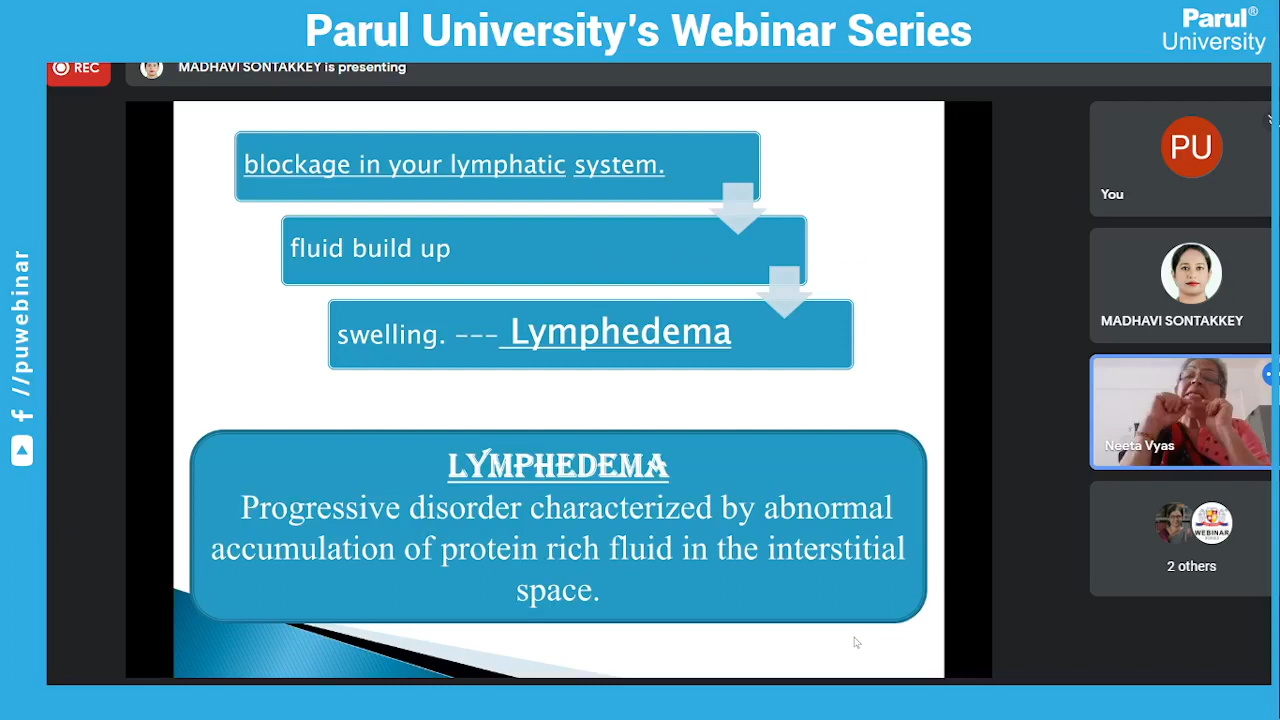 Parul University's Webinar Series
Parul®
University
REC
MADHAVI SONTAKKEY is presenting
blockage in your lymphatic system.
fluid build up
swelling. --- Lymphedema
LYMPHEDEMA
Progressive disorder characterized by abnormal
accumulation of protein rich fluid in the interstitial
space.
PU
You
MADHAVI SONTAKKEY
Neeta Vyas
WEBINAR
2 others
//puwebinar
f